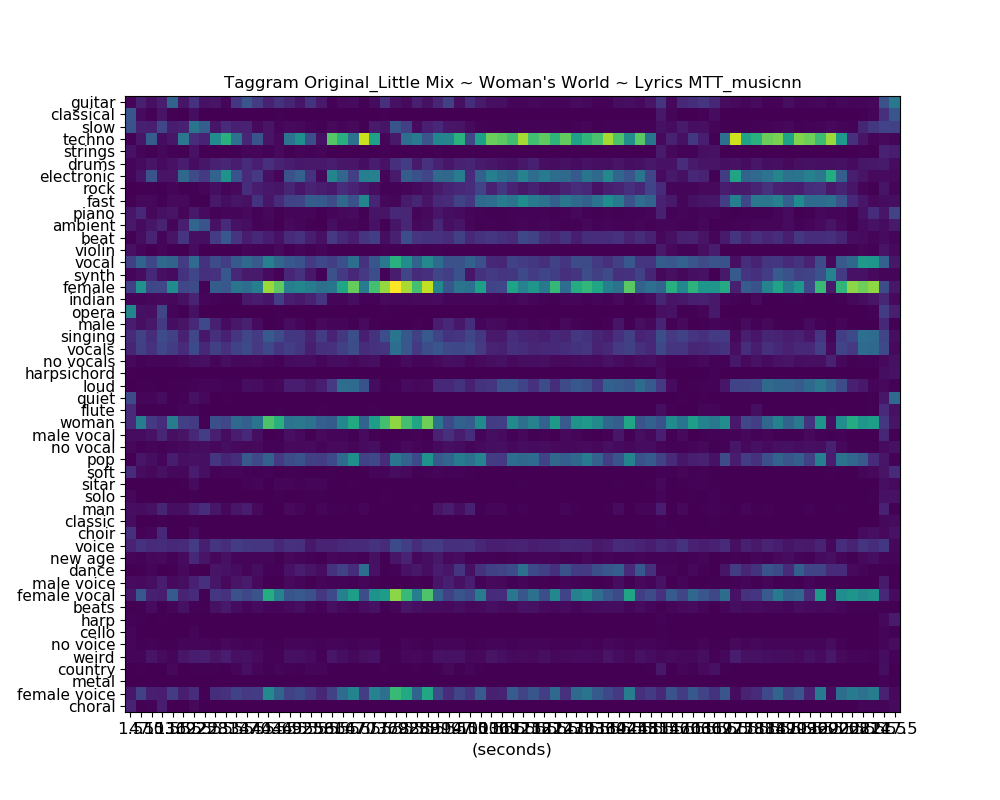 Taggram Original_Little Mix ~ Woman's World ~ Lyrics MTT_musicnn
guitar
classical
slow
techno
strings
drums
electronic
rock
fast
piano
ambient
beat
violin
vocal
synth
female
indian
opera
male
singing
vocals
no vocals
harpsichord
loud
quiet
flute
woman
male vocal
no vocal
pop
soft
sitar
solo
man
classic
choir
voice
new age
dance
male voice
female vocal
beats
harp
cello
no voice
weird
country
metal
female voice
choral
(seconds)